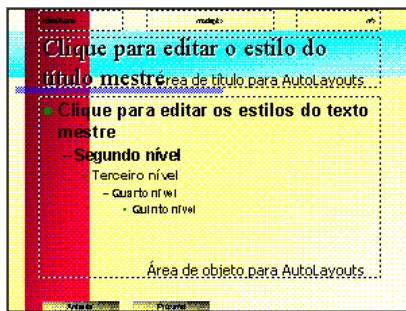 Clique para editar o estilo do
título mestre
Área de título para AutoLayouts
Clique para editar os estilos do texto
mestre
– Segundo nível
Terceiro nível
– Quarto nível
• Quinto nível
Área de objeto para AutoLayouts